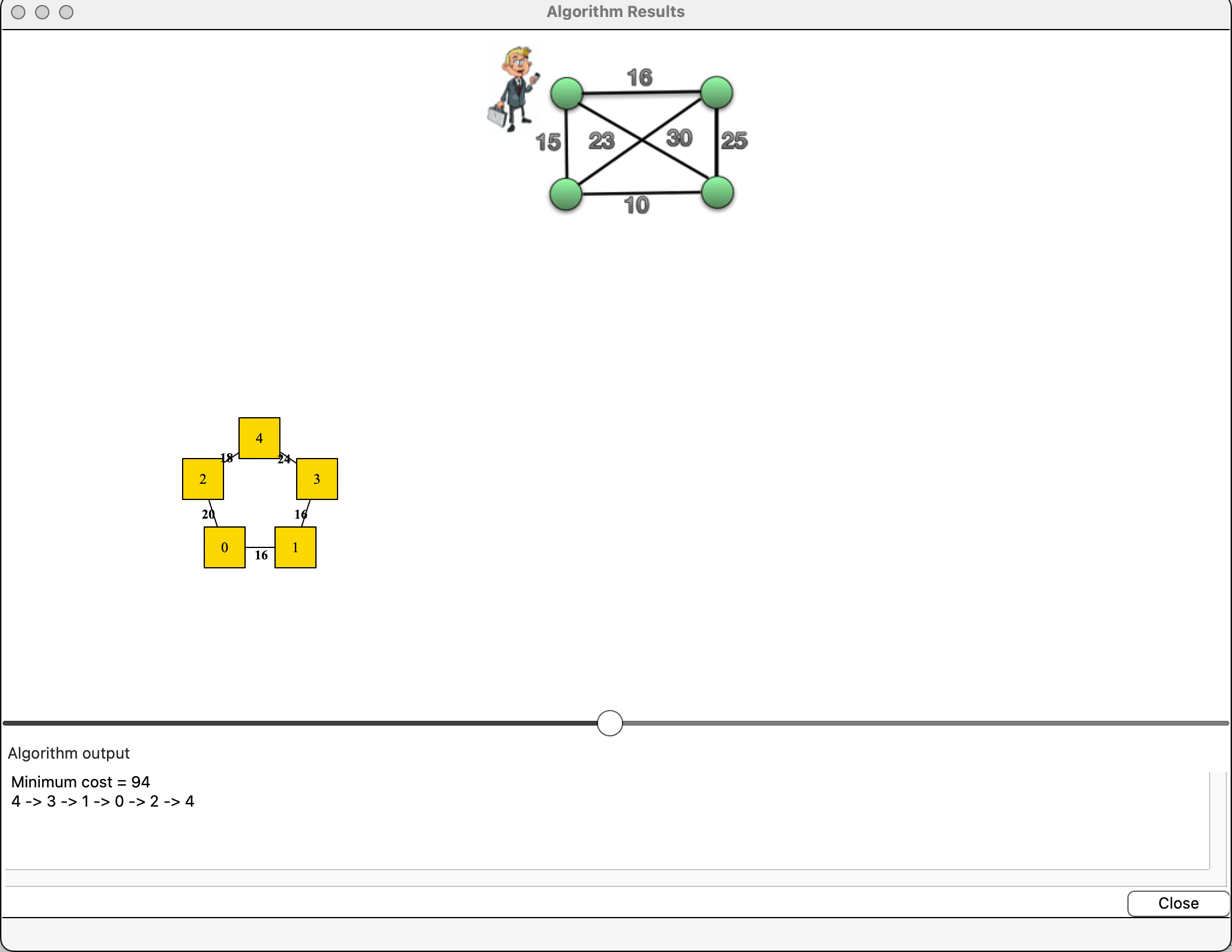 Algorithm Results
16
15 23 30 25
10
4
18 24
2 3
20 16
0 1
16
Algorithm output
Minimum cost = 94
4 -> 3 -> 1 -> 0 -> 2 -> 4
Close